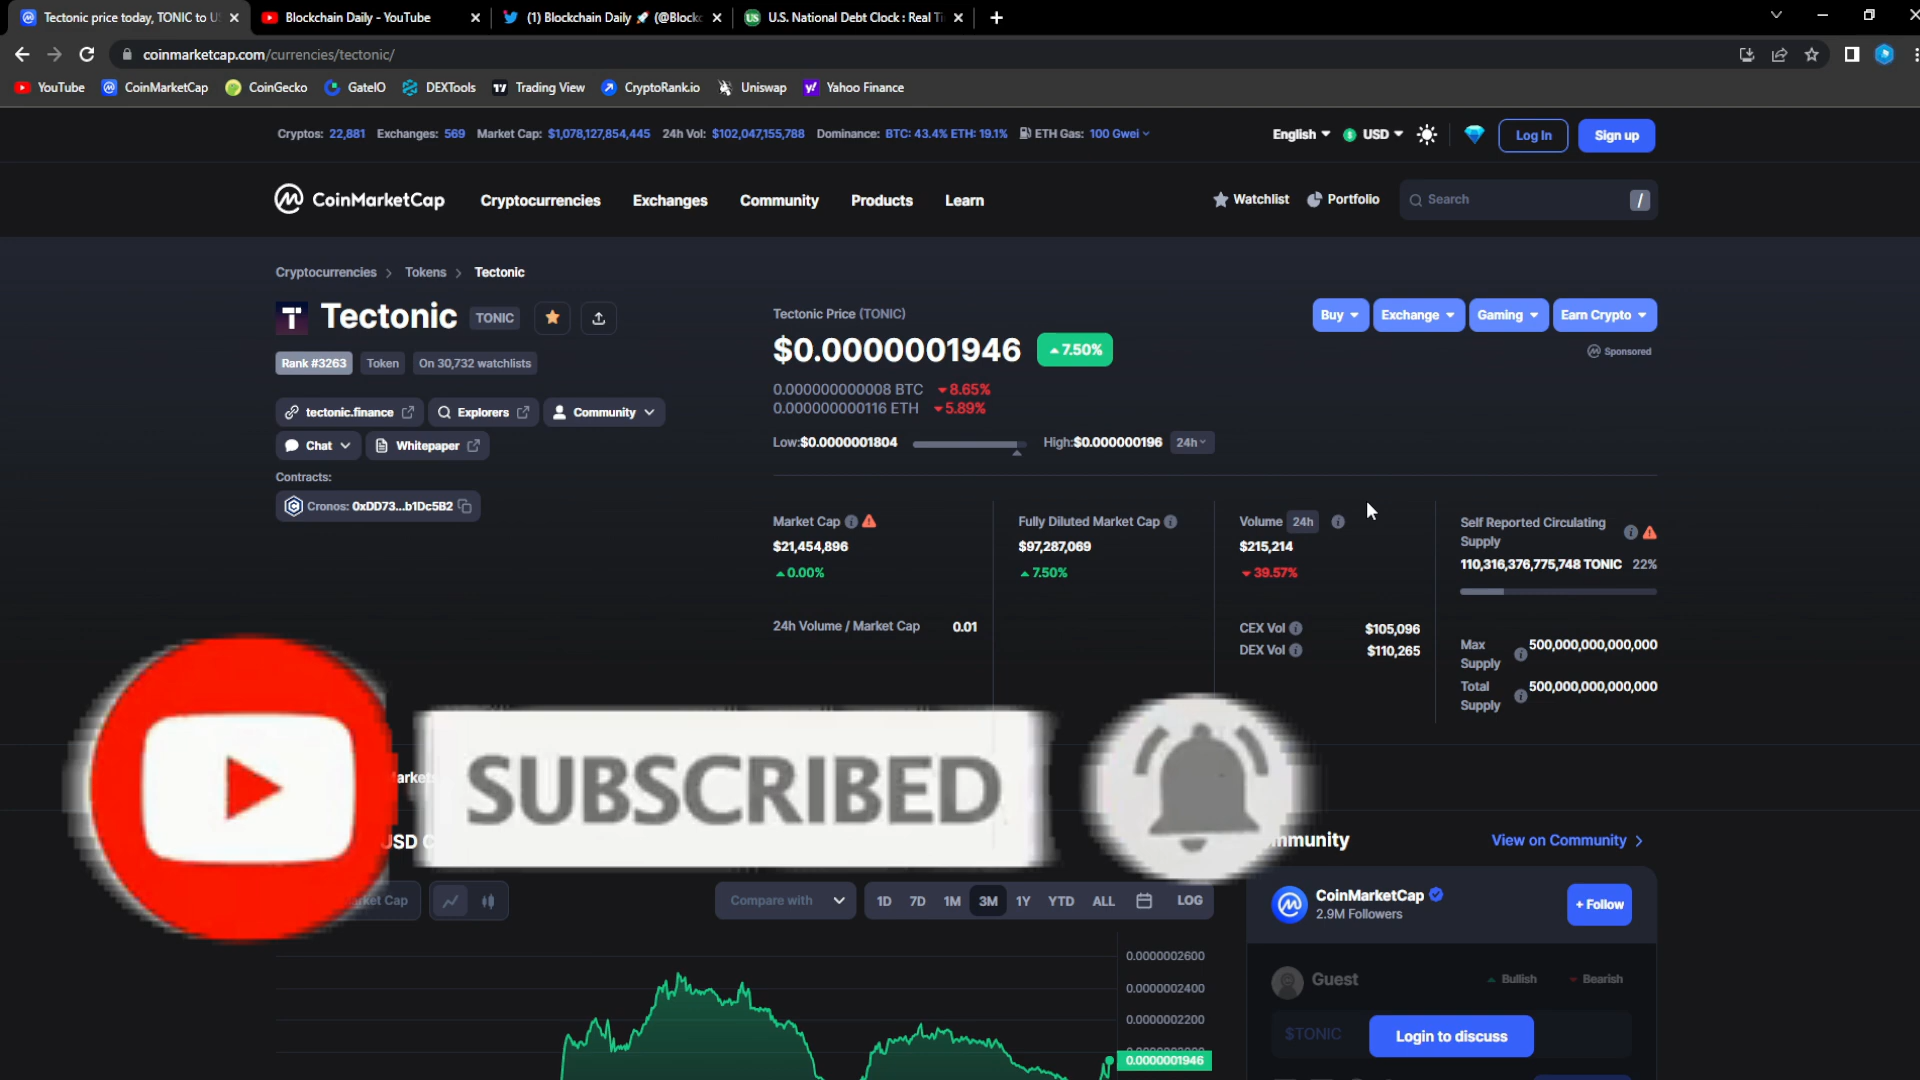 Tectonic price today, TONIC to U
Blockchain Daily - YouTube
(1) Blockchain Daily 🚀 (@Block
U.S. National Debt Clock : Real Ti
coinmarketcap.com/currencies/tectonic/
YouTube
CoinMarketCap
CoinGecko
GateIO
DEXTools
Trading View
CryptoRank.io
Uniswap
Yahoo Finance
Cryptos: 22,881 Exchanges: 569 Market Cap: $1,078,127,854,445 24h Vol: $102,047,155,788 Dominance: BTC: 43.4% ETH: 19.1% ETH Gas: 100 Gwei
English USD Log In Sign up
CoinMarketCap Cryptocurrencies Exchanges Community Products Learn
Watchlist Portfolio Search /
Cryptocurrencies > Tokens > Tectonic
Tectonic TONIC
Rank #3263 Token On 30,732 watchlists
tectonic.finance Explorers Community
Chat Whitepaper
Contracts:
Cronos: 0xDD73...b1Dc5B2
Tectonic Price (TONIC)
$0.0000001946 7.50%
0.000000000008 BTC 8.65%
0.000000000116 ETH 5.89%
Low:$0.0000001804 High:$0.000000196 24h
Buy Exchange Gaming Earn Crypto
Sponsored
Market Cap
$21,454,896
0.00%
24h Volume / Market Cap 0.01
Fully Diluted Market Cap
$97,287,069
7.50%
Volume 24h
$215,214
39.57%
CEX Vol $105,096
DEX Vol $110,265
Self Reported Circulating
Supply
110,316,376,775,748 TONIC 22%
Max
Supply
500,000,000,000,000
Total
Supply
500,000,000,000,000
SUBSCRIBED
arkets
USD C
ket Cap
Compare with
1D 7D 1M 3M 1Y YTD ALL LOG
0.0000002600
0.0000002400
0.0000002200
0.0000001946
mmunity
View on Community >
CoinMarketCap
2.9M Followers
+ Follow
Guest
Bullish Bearish
$TONIC
Login to discuss